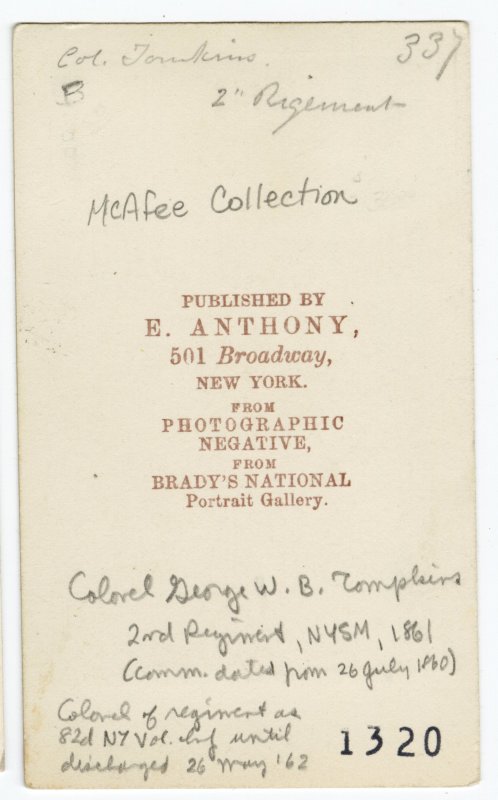 Col. Tomkins.
337
B
2" Rigement
McAfee Collection
PUBLISHED BY
E. ANTHONY,
501 Broadway,
NEW YORK.
FROM
PHOTOGRAPHIC
NEGATIVE,
FROM
BRADY'S NATIONAL
Portrait Gallery.
Colonel George W. B. Tompkins
2nd Regiment, NYSM, 1861
(Comm. dated from 26 July 1860)
Colonel of regiment as
82d NY Vol. Inf until
discharged 26 May '62
1320